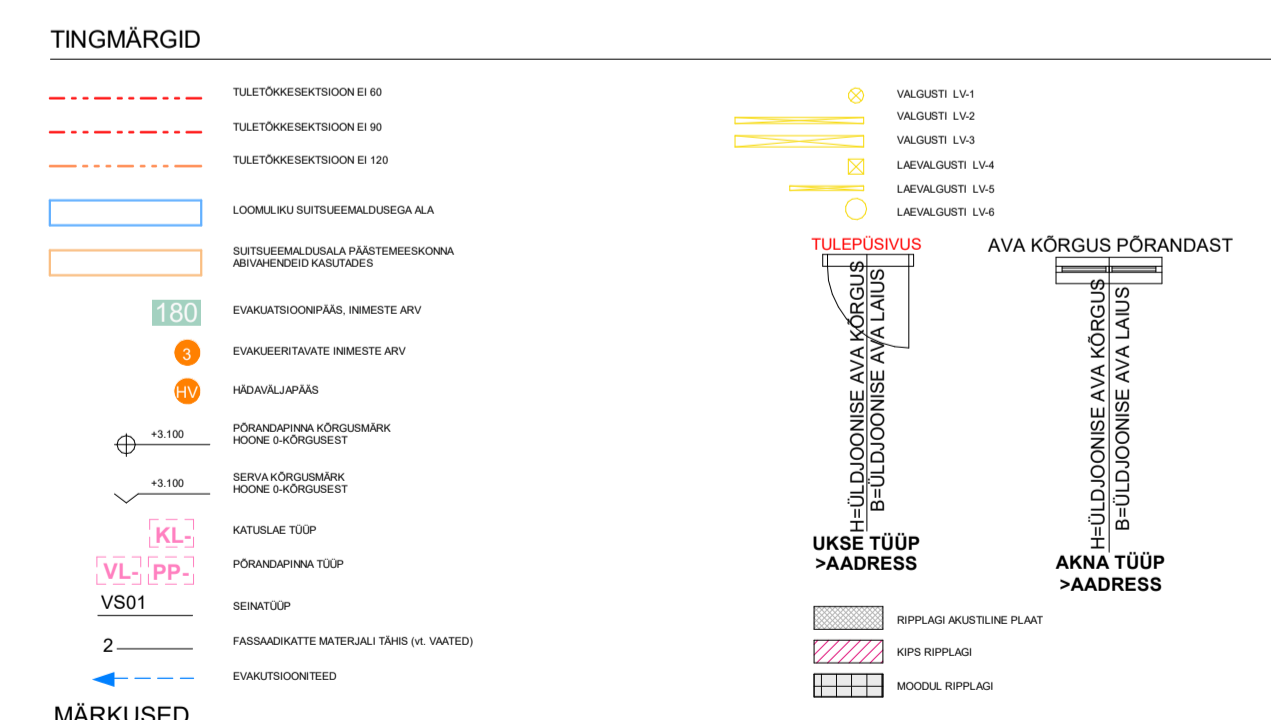 TINGMÄRGID
TULETÕKKESEKTSIOON EI 60
TULETÕKKESEKTSIOON EI 90
TULETÕKKESEKTSIOON EI 120
LOOMULIKU SUITSUEEMALDUSEGA ALA
SUITSUEEMALDUSALA PÄÄSTEMEESKONNA
ABIVAHENDEID KASUTADES
180
EVAKUATSIOONIPÄÄS, INIMESTE ARV
3
EVAKUEERITAVATE INIMESTE ARV
HV
HÄDAVÄLJAPÄÄS
+3.100
PÕRANDAPINNA KÕRGUSMÄRK
HOONE 0-KÕRGUSEST
+3.100
SERVA KÕRGUSMÄRK
HOONE 0-KÕRGUSEST
KL-
KATUSLAE TÜÜP
VL- PP-
PÕRANDAPINNA TÜÜP
VS01
SEINATÜÜP
2
FASSAADIKATTE MATERJALI TÄHIS (vt. VAATED)
EVAKUTSIOONITEED
MÄRKUSED
VALGUSTI LV-1
VALGUSTI LV-2
VALGUSTI LV-3
LAEVALGUSTI LV-4
LAEVALGUSTI LV-5
LAEVALGUSTI LV-6
TULEPÜSIVUS
H=ÜLDJOONISE AVA KÕRGUS
B=ÜLDJOONISE AVA LAIUS
UKSE TÜÜP
>AADRESS
AVA KÕRGUS PÕRANDAST
H=ÜLDJOONISE AVA KÕRGUS
B=ÜLDJOONISE AVA LAIUS
AKNA TÜÜP
>AADRESS
RIPPLAGI AKUSTILINE PLAAT
KIPS RIPPLAGI
MOODUL RIPPLAGI